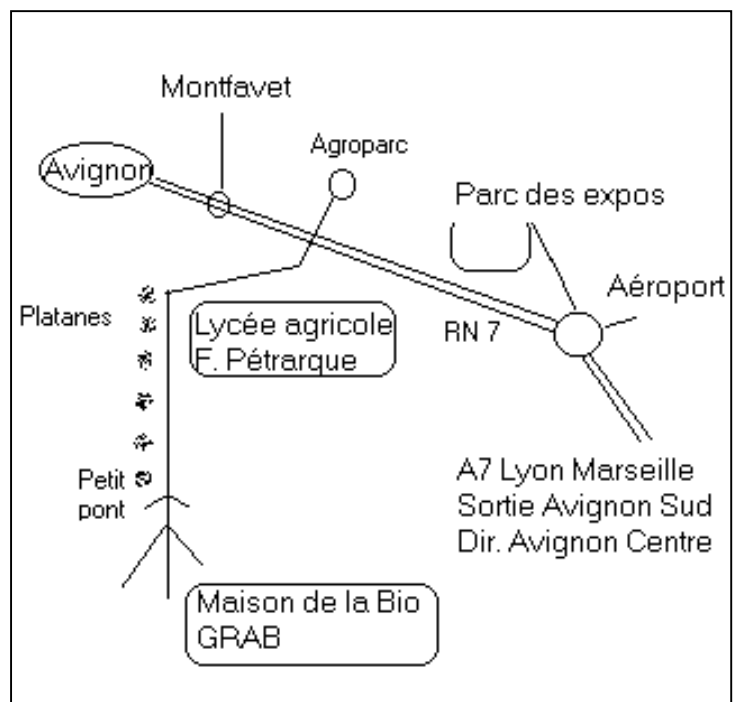 Montfavet
Agroparc
Avignon
Parc des expos
Aéroport
Platanes
Lycée agricole
F. Pétrarque
RN 7
Petit
pont
A7 Lyon Marseille
Sortie Avignon Sud
Dir. Avignon Centre
Maison de la Bio
GRAB